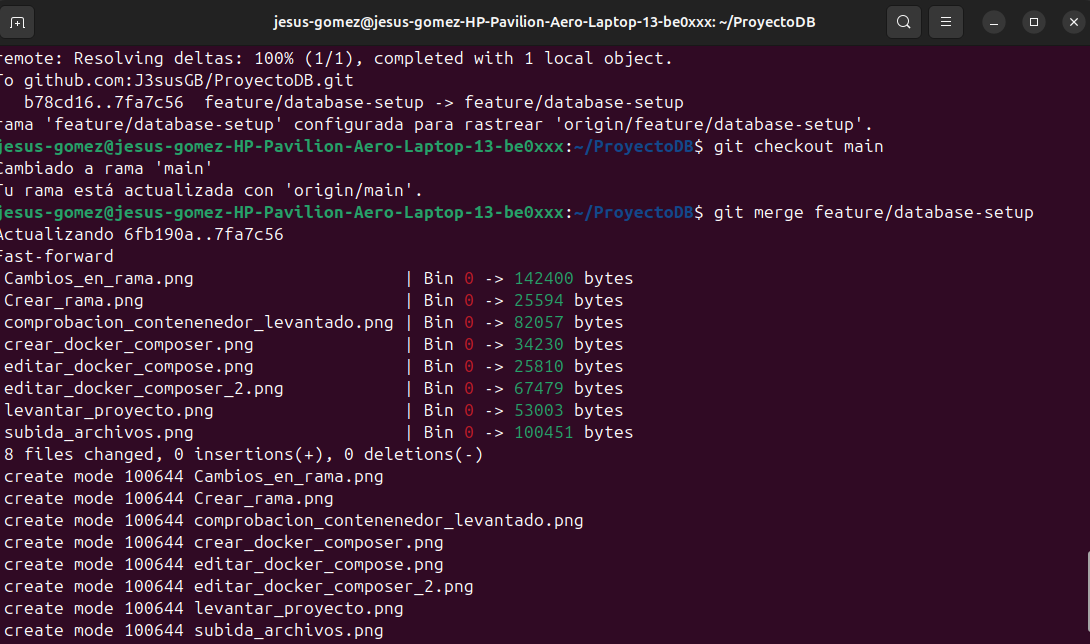 jesus-gomez@jesus-gomez-HP-Pavilion-Aero-Laptop-13-be0xxx: ~/ProyectoDB
remote: Resolving deltas: 100% (1/1), completed with 1 local object.
To github.com:J3susGB/ProyectoDB.git
b78cd16..7fa7c56  feature/database-setup -> feature/database-setup
rama 'feature/database-setup' configurada para rastrear 'origin/feature/database-setup'.
jesus-gomez@jesus-gomez-HP-Pavilion-Aero-Laptop-13-be0xxx:~/ProyectoDB$ git checkout main
Cambiado a rama 'main'
Tu rama está actualizada con 'origin/main'.
jesus-gomez@jesus-gomez-HP-Pavilion-Aero-Laptop-13-be0xxx:~/ProyectoDB$ git merge feature/database-setup
Actualizando 6fb190a..7fa7c56
Fast-forward
Cambios_en_rama.png | Bin 0 -> 142400 bytes
Crear_rama.png | Bin 0 -> 25594 bytes
comprobacion_contenenedor_levantado.png | Bin 0 -> 82057 bytes
crear_docker_composer.png | Bin 0 -> 34230 bytes
editar_docker_compose.png | Bin 0 -> 25810 bytes
editar_docker_composer_2.png | Bin 0 -> 67479 bytes
levantar_proyecto.png | Bin 0 -> 53003 bytes
subida_archivos.png | Bin 0 -> 100451 bytes
8 files changed, 0 insertions(+), 0 deletions(-)
create mode 100644 Cambios_en_rama.png
create mode 100644 Crear_rama.png
create mode 100644 comprobacion_contenenedor_levantado.png
create mode 100644 crear_docker_composer.png
create mode 100644 editar_docker_compose.png
create mode 100644 editar_docker_composer_2.png
create mode 100644 levantar_proyecto.png
create mode 100644 subida_archivos.png